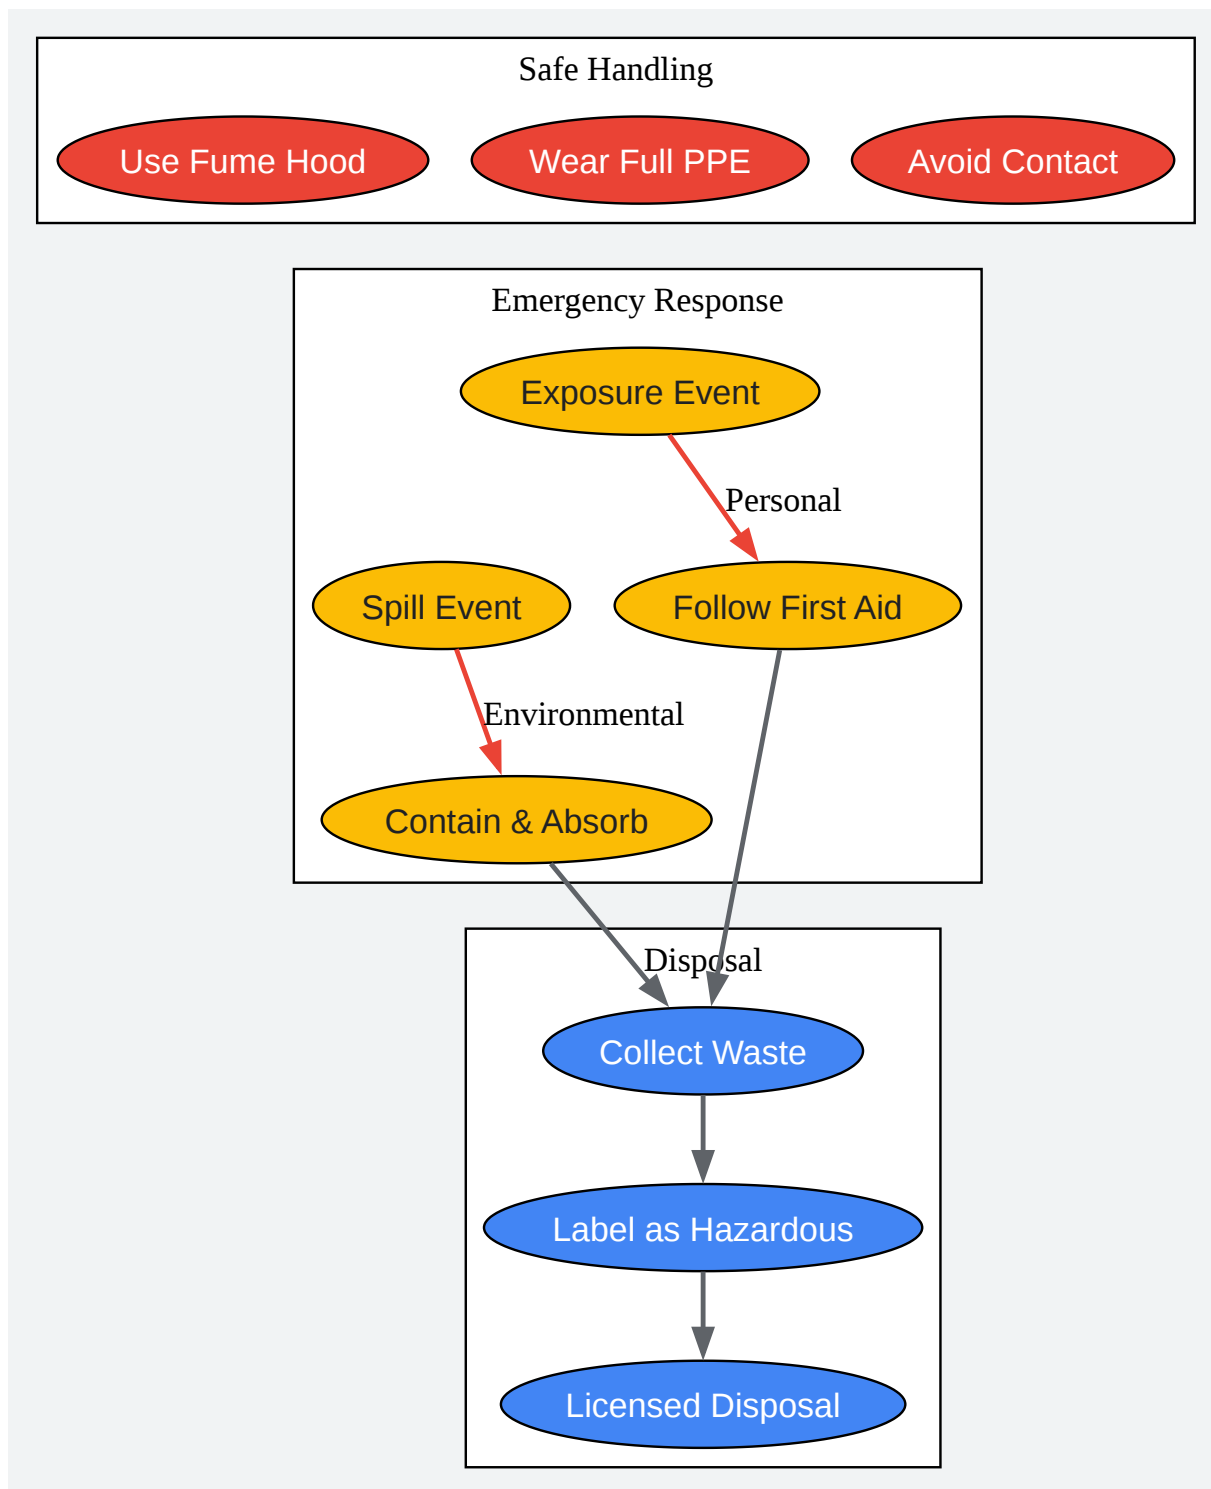 Safe Handling
Use Fume Hood
Wear Full PPE
Avoid Contact
Emergency Response
Exposure Event
Personal
Spill Event
Follow First Aid
Environmental
Contain & Absorb
Disposal
Collect Waste
Label as Hazardous
Licensed Disposal